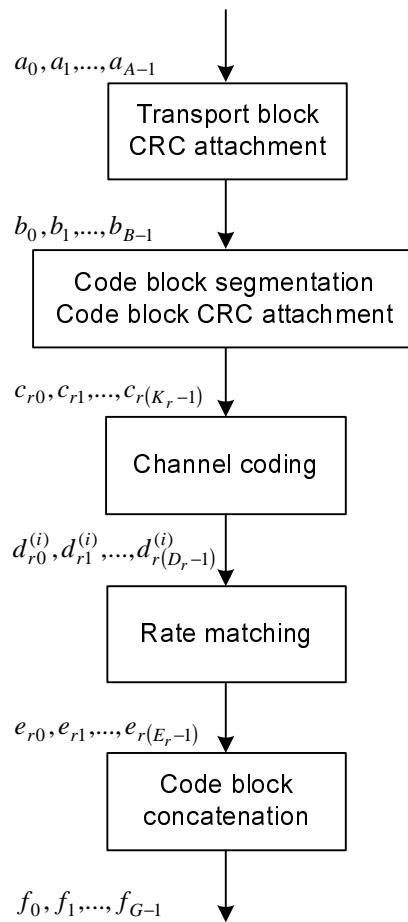 a_0, a_1,..., a_{A-1}
Transport block
CRC attachment
b_0, b_1,..., b_{B-1}
Code block segmentation
Code block CRC attachment
c_{r0}, c_{r1},..., c_{r(K_r-1)}
Channel coding
d_{r0}^{(i)}, d_{r1}^{(i)},..., d_{r(D_r-1)}^{(i)}
Rate matching
e_{r0}, e_{r1},..., e_{r(E_r-1)}
Code block
concatenation
f_0, f_1,..., f_{G-1}